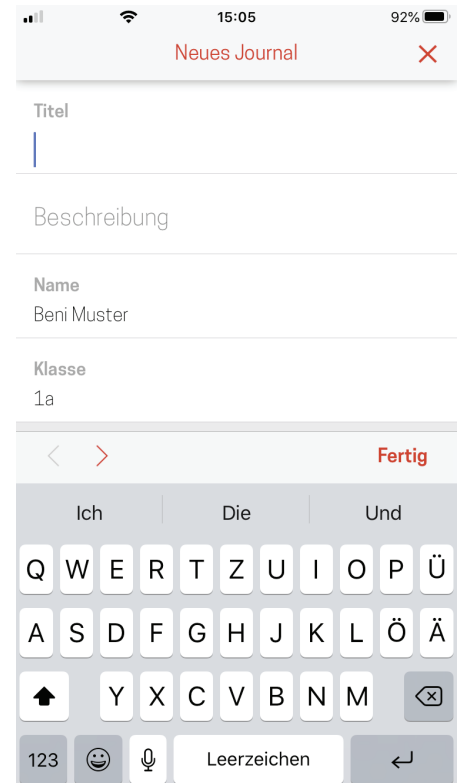 15:05
92%
Neues Journal
Titel
Beschreibung
Name
Beni Muster
Klasse
1a
Fertig
Ich Die Und
Q W E R T Z U I O P Ü
A S D F G H J K L Ö Ä
Y X C V B N M
123 Leerzeichen